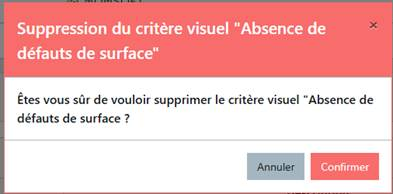 Suppression du critère visuel "Absence de
défauts de surface"
×
Êtes vous sûr de vouloir supprimer le critère visuel "Absence de
défauts de surface ?
Annuler
Confirmer